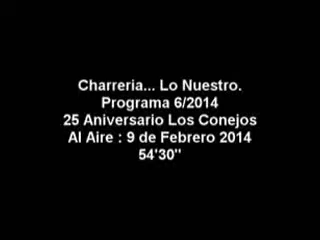 Charreria... Lo Nuestro.
Programa 6/2014
25 Aniversario Los Conejos
Al Aire : 9 de Febrero 2014
54'30"